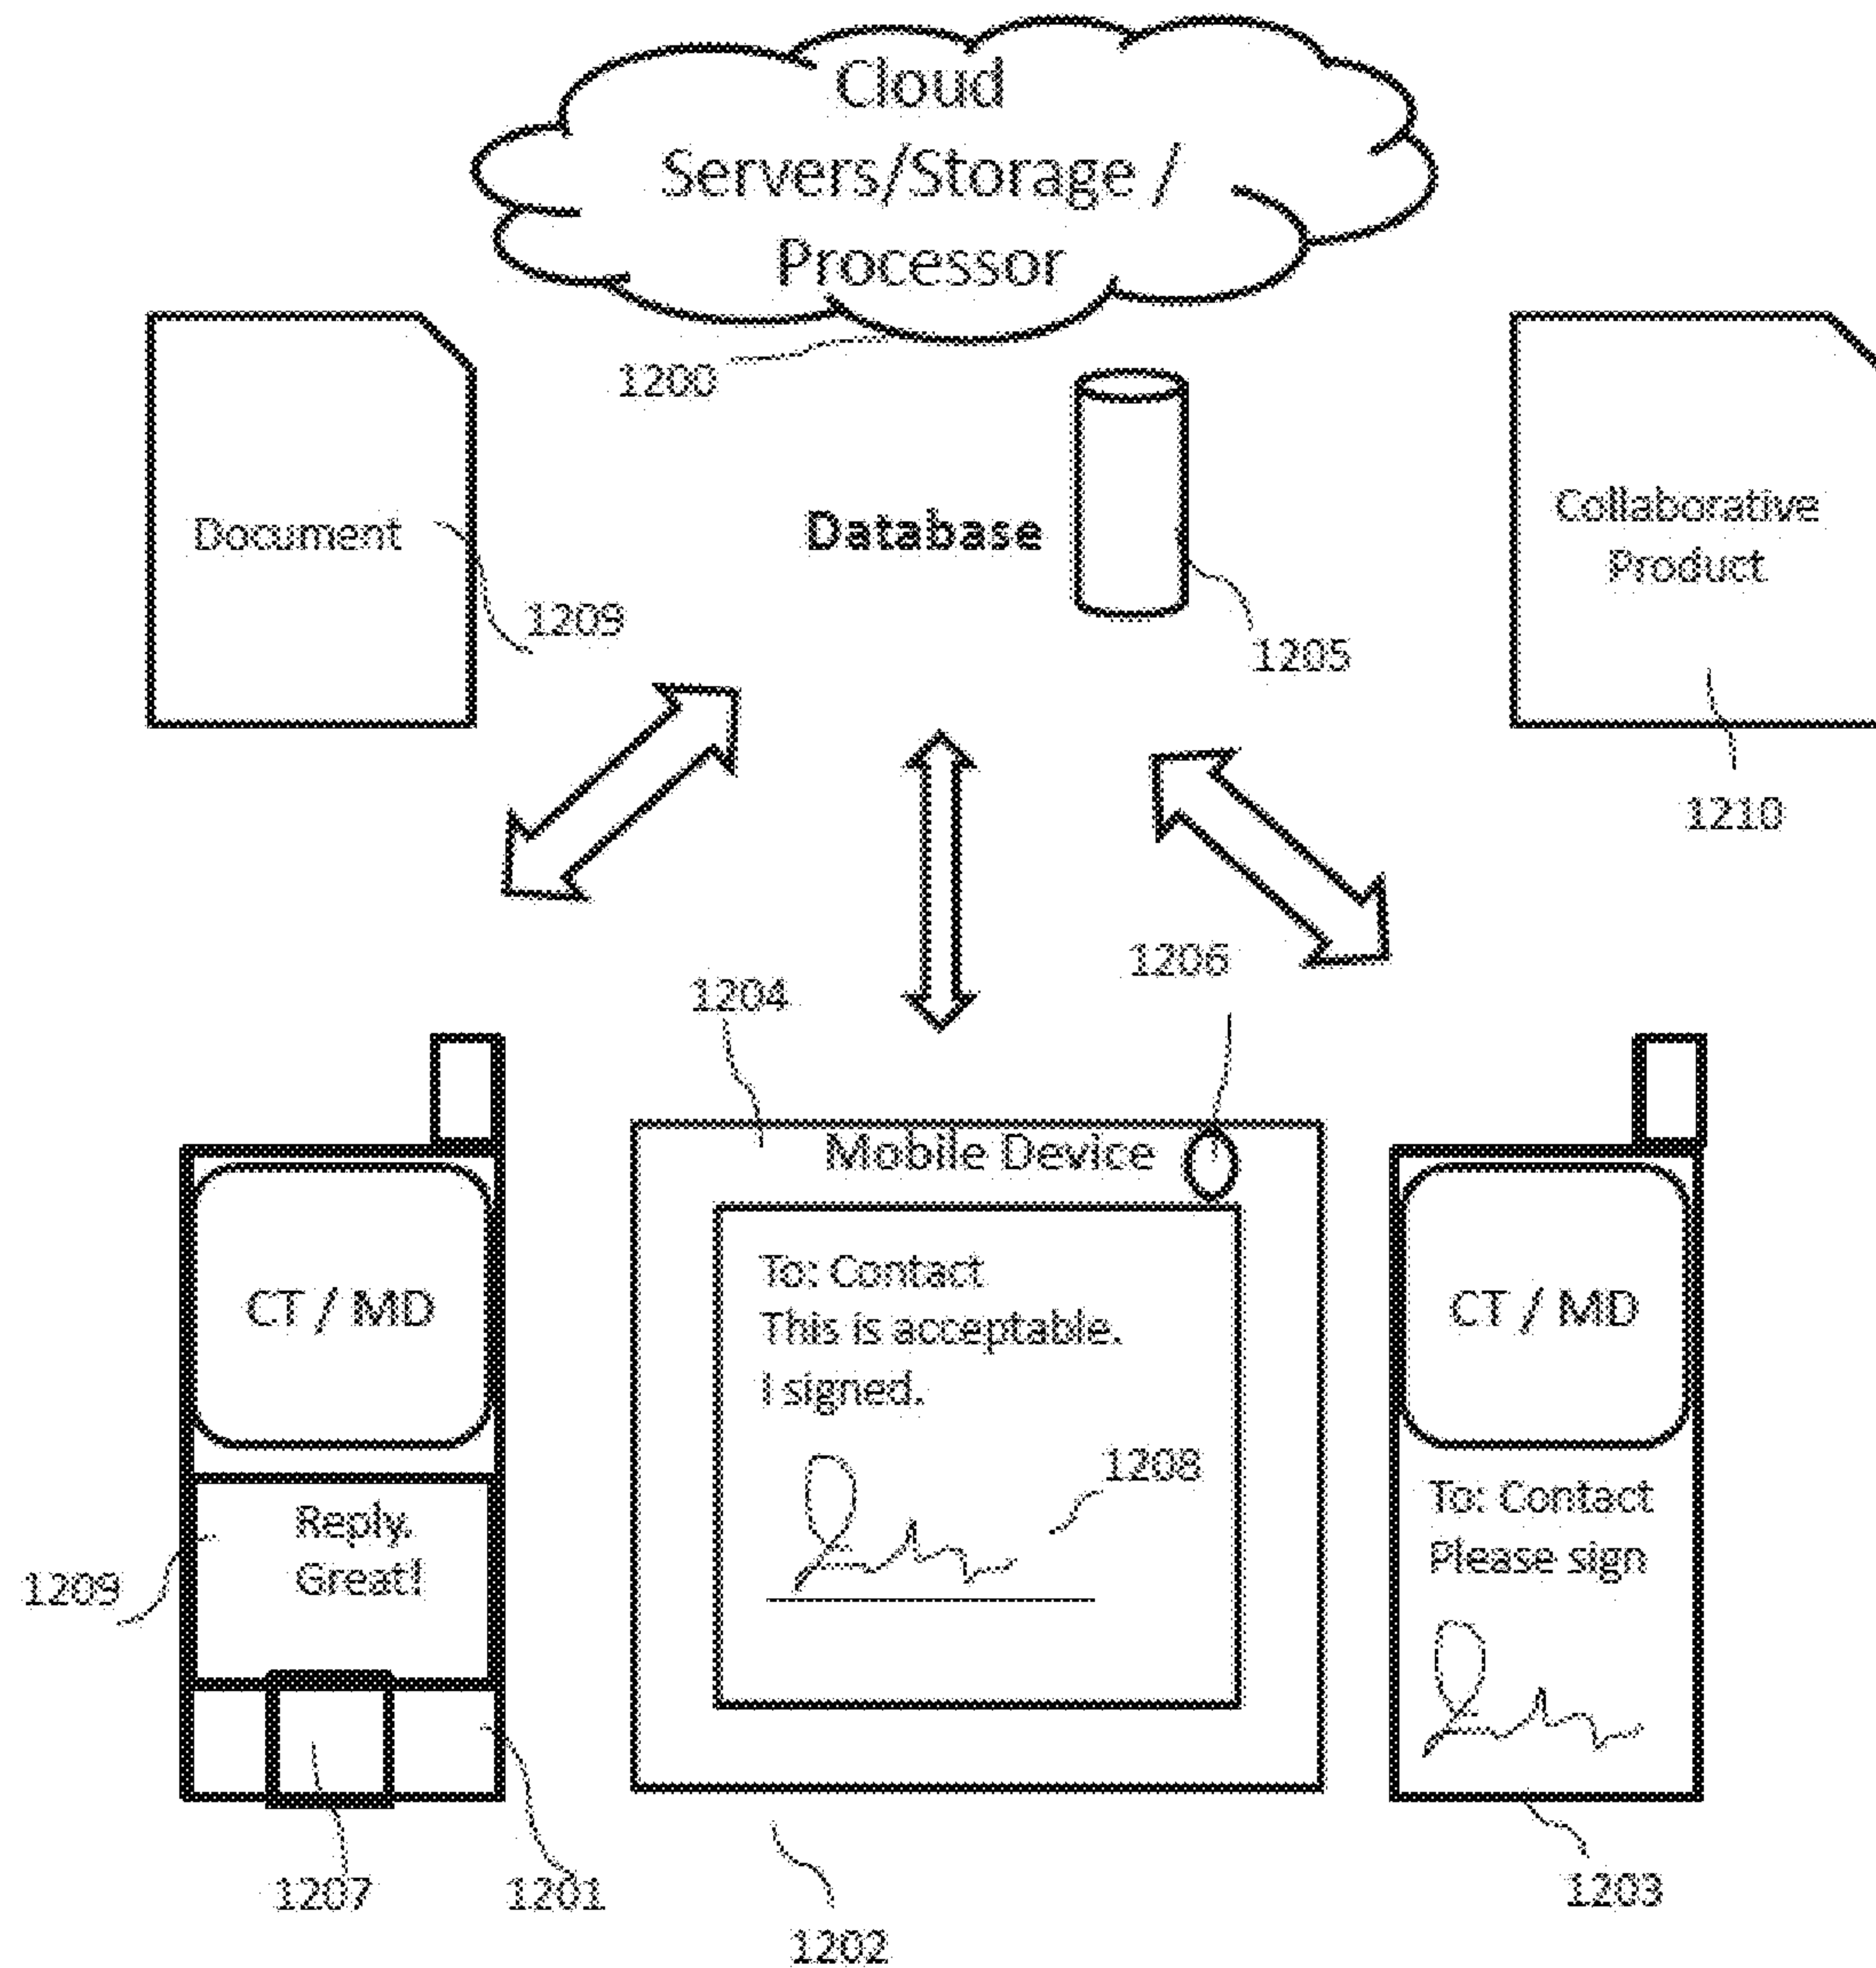 Cloud
Servers/Storage /
Processor
1200
Document
1209
Database
1205
Collaborative
Product
1210
1204
1206
CT / MD
Reply.
Great!
1209
1207
1201
Mobile Device
To: Contact
This is acceptable.
I signed.
1208
1202
CT / MD
To: Contact
Please sign
1203